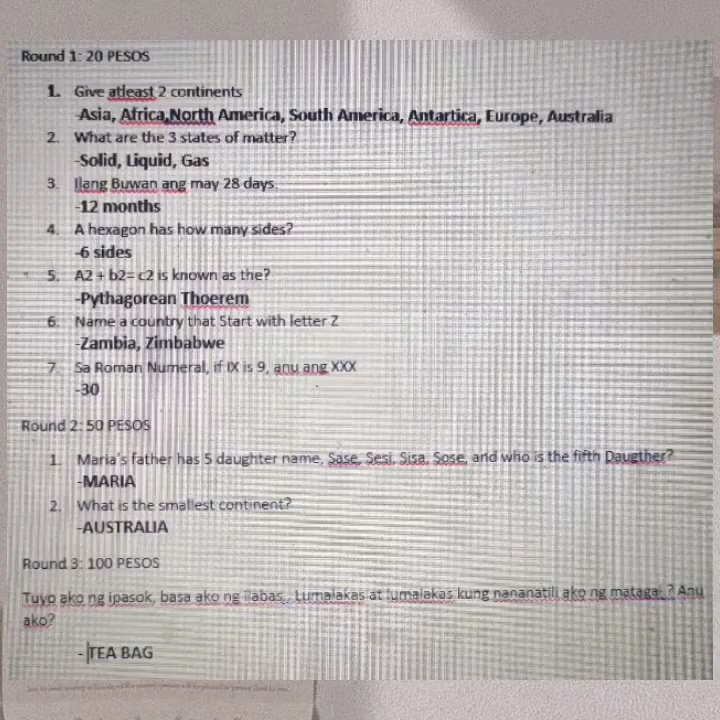 Round 1: 20 PESOS
1. Give atleast 2 continents
-Asia, Africa,North America, South America, Antartica, Europe, Australia
2. What are the 3 states of matter?
-Solid, Liquid, Gas
3. Ilang Buwan ang may 28 days.
-12 months
4. A hexagon has how many sides?
-6 sides
5. A2 + b2= c2 is known as the?
-Pythagorean Thoerem
6. Name a country that Start with letter Z
-Zambia, Zimbabwe
7. Sa Roman Numeral, if IX is 9, anu ang XXX
-30
Round 2: 50 PESOS
1. Maria's father has 5 daughter name, Sase, Sesi, Sisa, Sose, and who is the fifth Daugther?
-MARIA
2. What is the smallest continent?
-AUSTRALIA
Round 3: 100 PESOS
Tuyo ako ng ipasok, basa ako ng ilabas,. Lumalakas at lumalakas kung nananatili ako ng matagal ? Anu
ako?
- TEA BAG